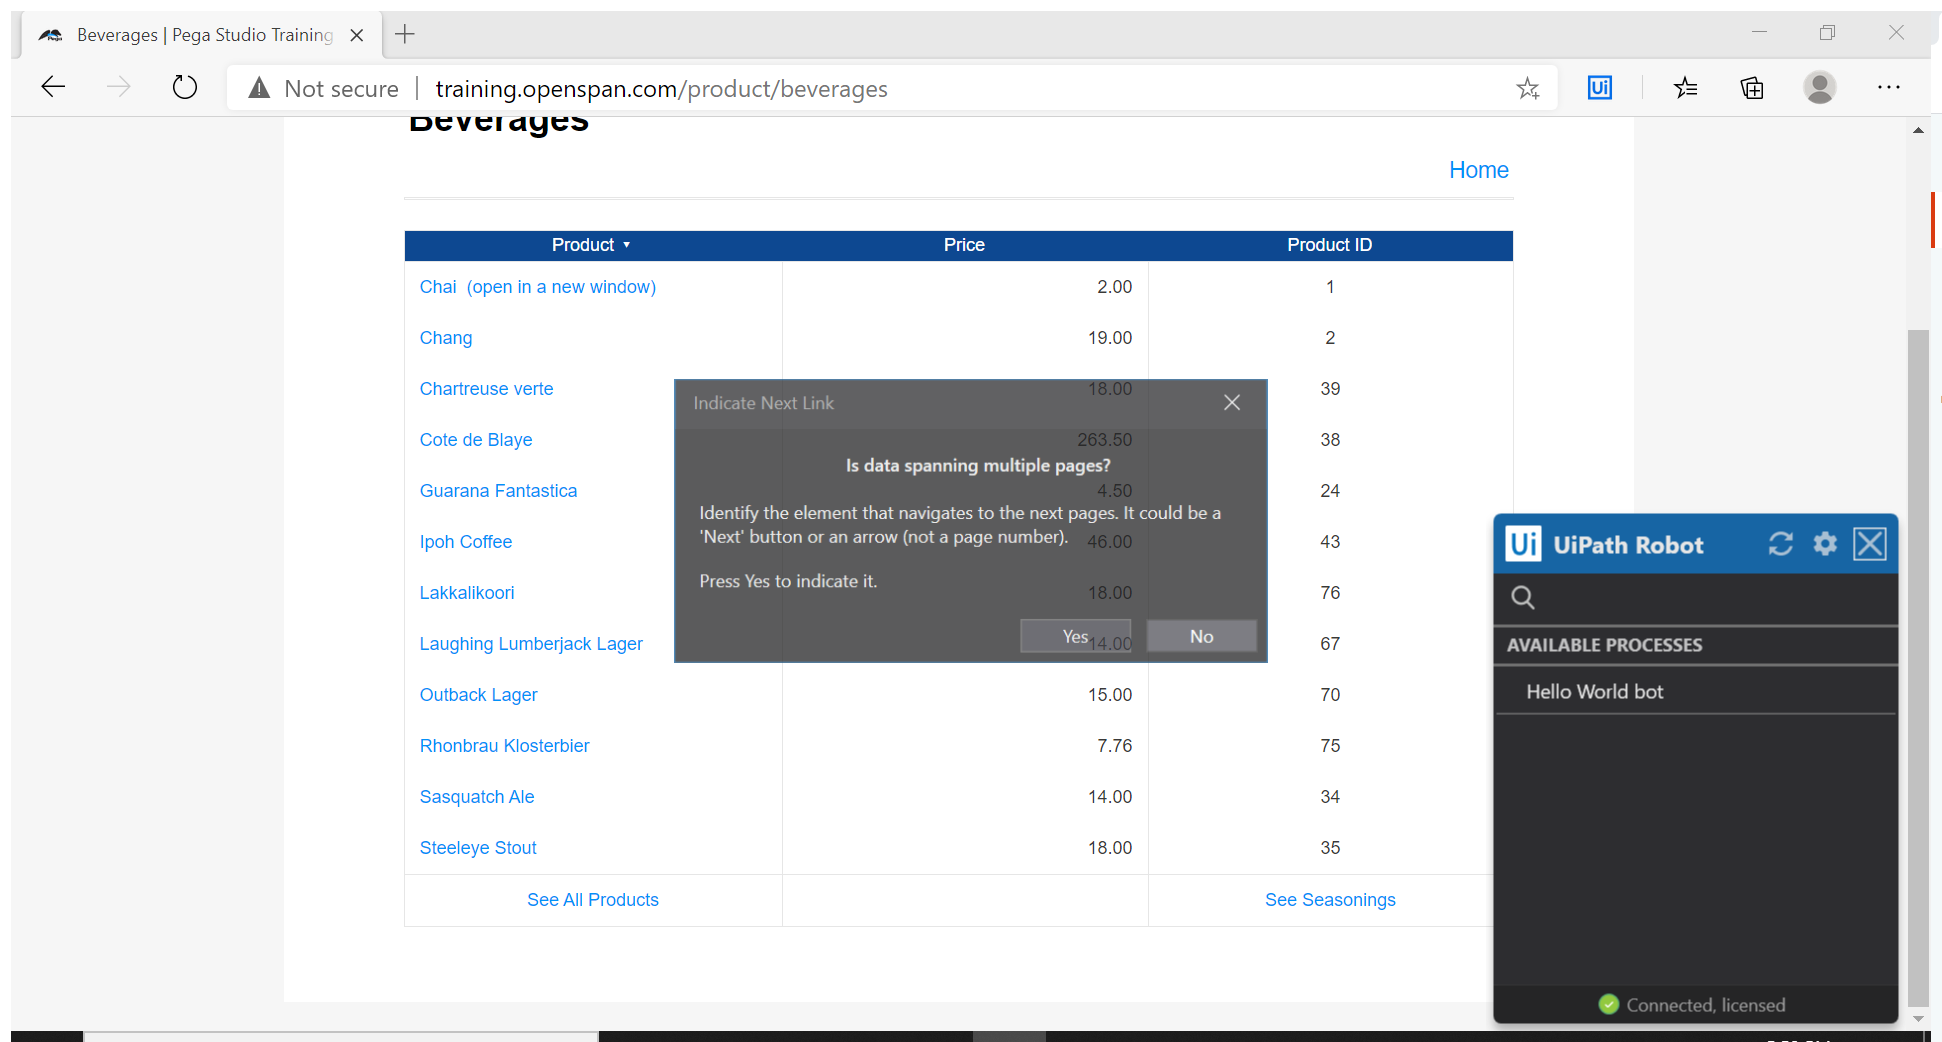 Beverages | Pega Studio Training
Not secure | training.openspan.com/product/beverages
Ui
Beverages
Home
Product ▼ Price Product ID
Chai (open in a new window) 2.00 1
Chang 19.00 2
Chartreuse verte 18.00 39
Cote de Blaye 263.50 38
Guarana Fantastica 4.50 24
Ipoh Coffee 46.00 43
Lakkalikoori 18.00 76
Laughing Lumberjack Lager 14.00 67
Outback Lager 15.00 70
Rhonbrau Klosterbier 7.76 75
Sasquatch Ale 14.00 34
Steeleye Stout 18.00 35
See All Products See Seasonings
Indicate Next Link
Is data spanning multiple pages?
Identify the element that navigates to the next pages. It could be a
'Next' button or an arrow (not a page number).
Press Yes to indicate it.
Yes No
Ui UiPath Robot
AVAILABLE PROCESSES
Hello World bot
Connected, licensed